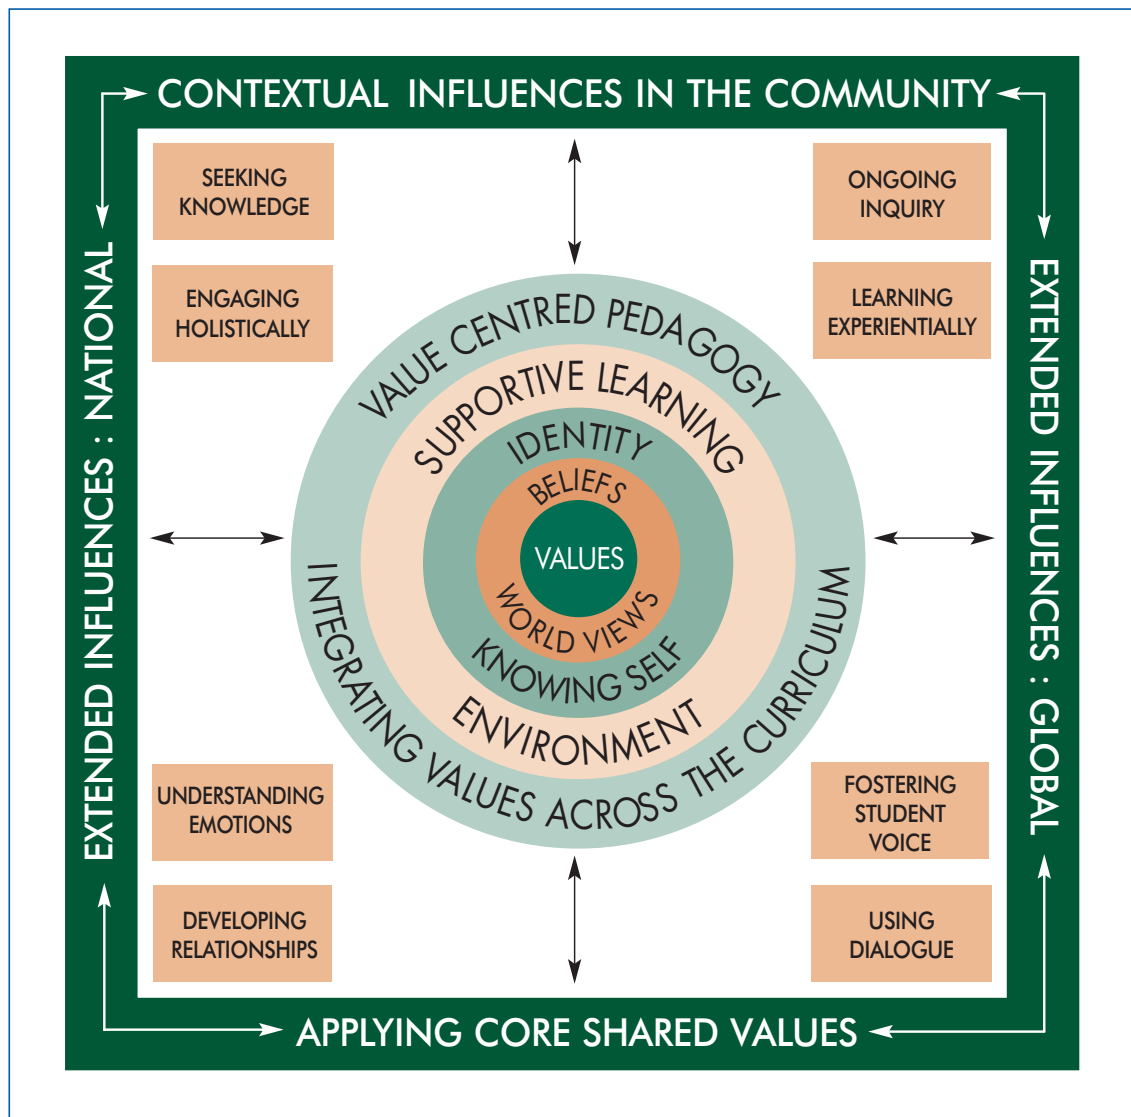 CONTEXTUAL INFLUENCES IN THE COMMUNITY
EXTENDED INFLUENCES : NATIONAL
EXTENDED INFLUENCES : GLOBAL
APPLYING CORE SHARED VALUES
SEEKING
KNOWLEDGE
ENGAGING
HOLISTICALLY
ONGOING
INQUIRY
LEARNING
EXPERIENTIALLY
VALUE CENTRED PEDAGOGY
SUPPORTIVE LEARNING
IDENTITY
BELIEFS
VALUES
WORLD VIEWS
KNOWING SELF
ENVIRONMENT
INTEGRATING VALUES ACROSS THE CURRICULUM
UNDERSTANDING
EMOTIONS
DEVELOPING
RELATIONSHIPS
FOSTERING
STUDENT
VOICE
USING
DIALOGUE